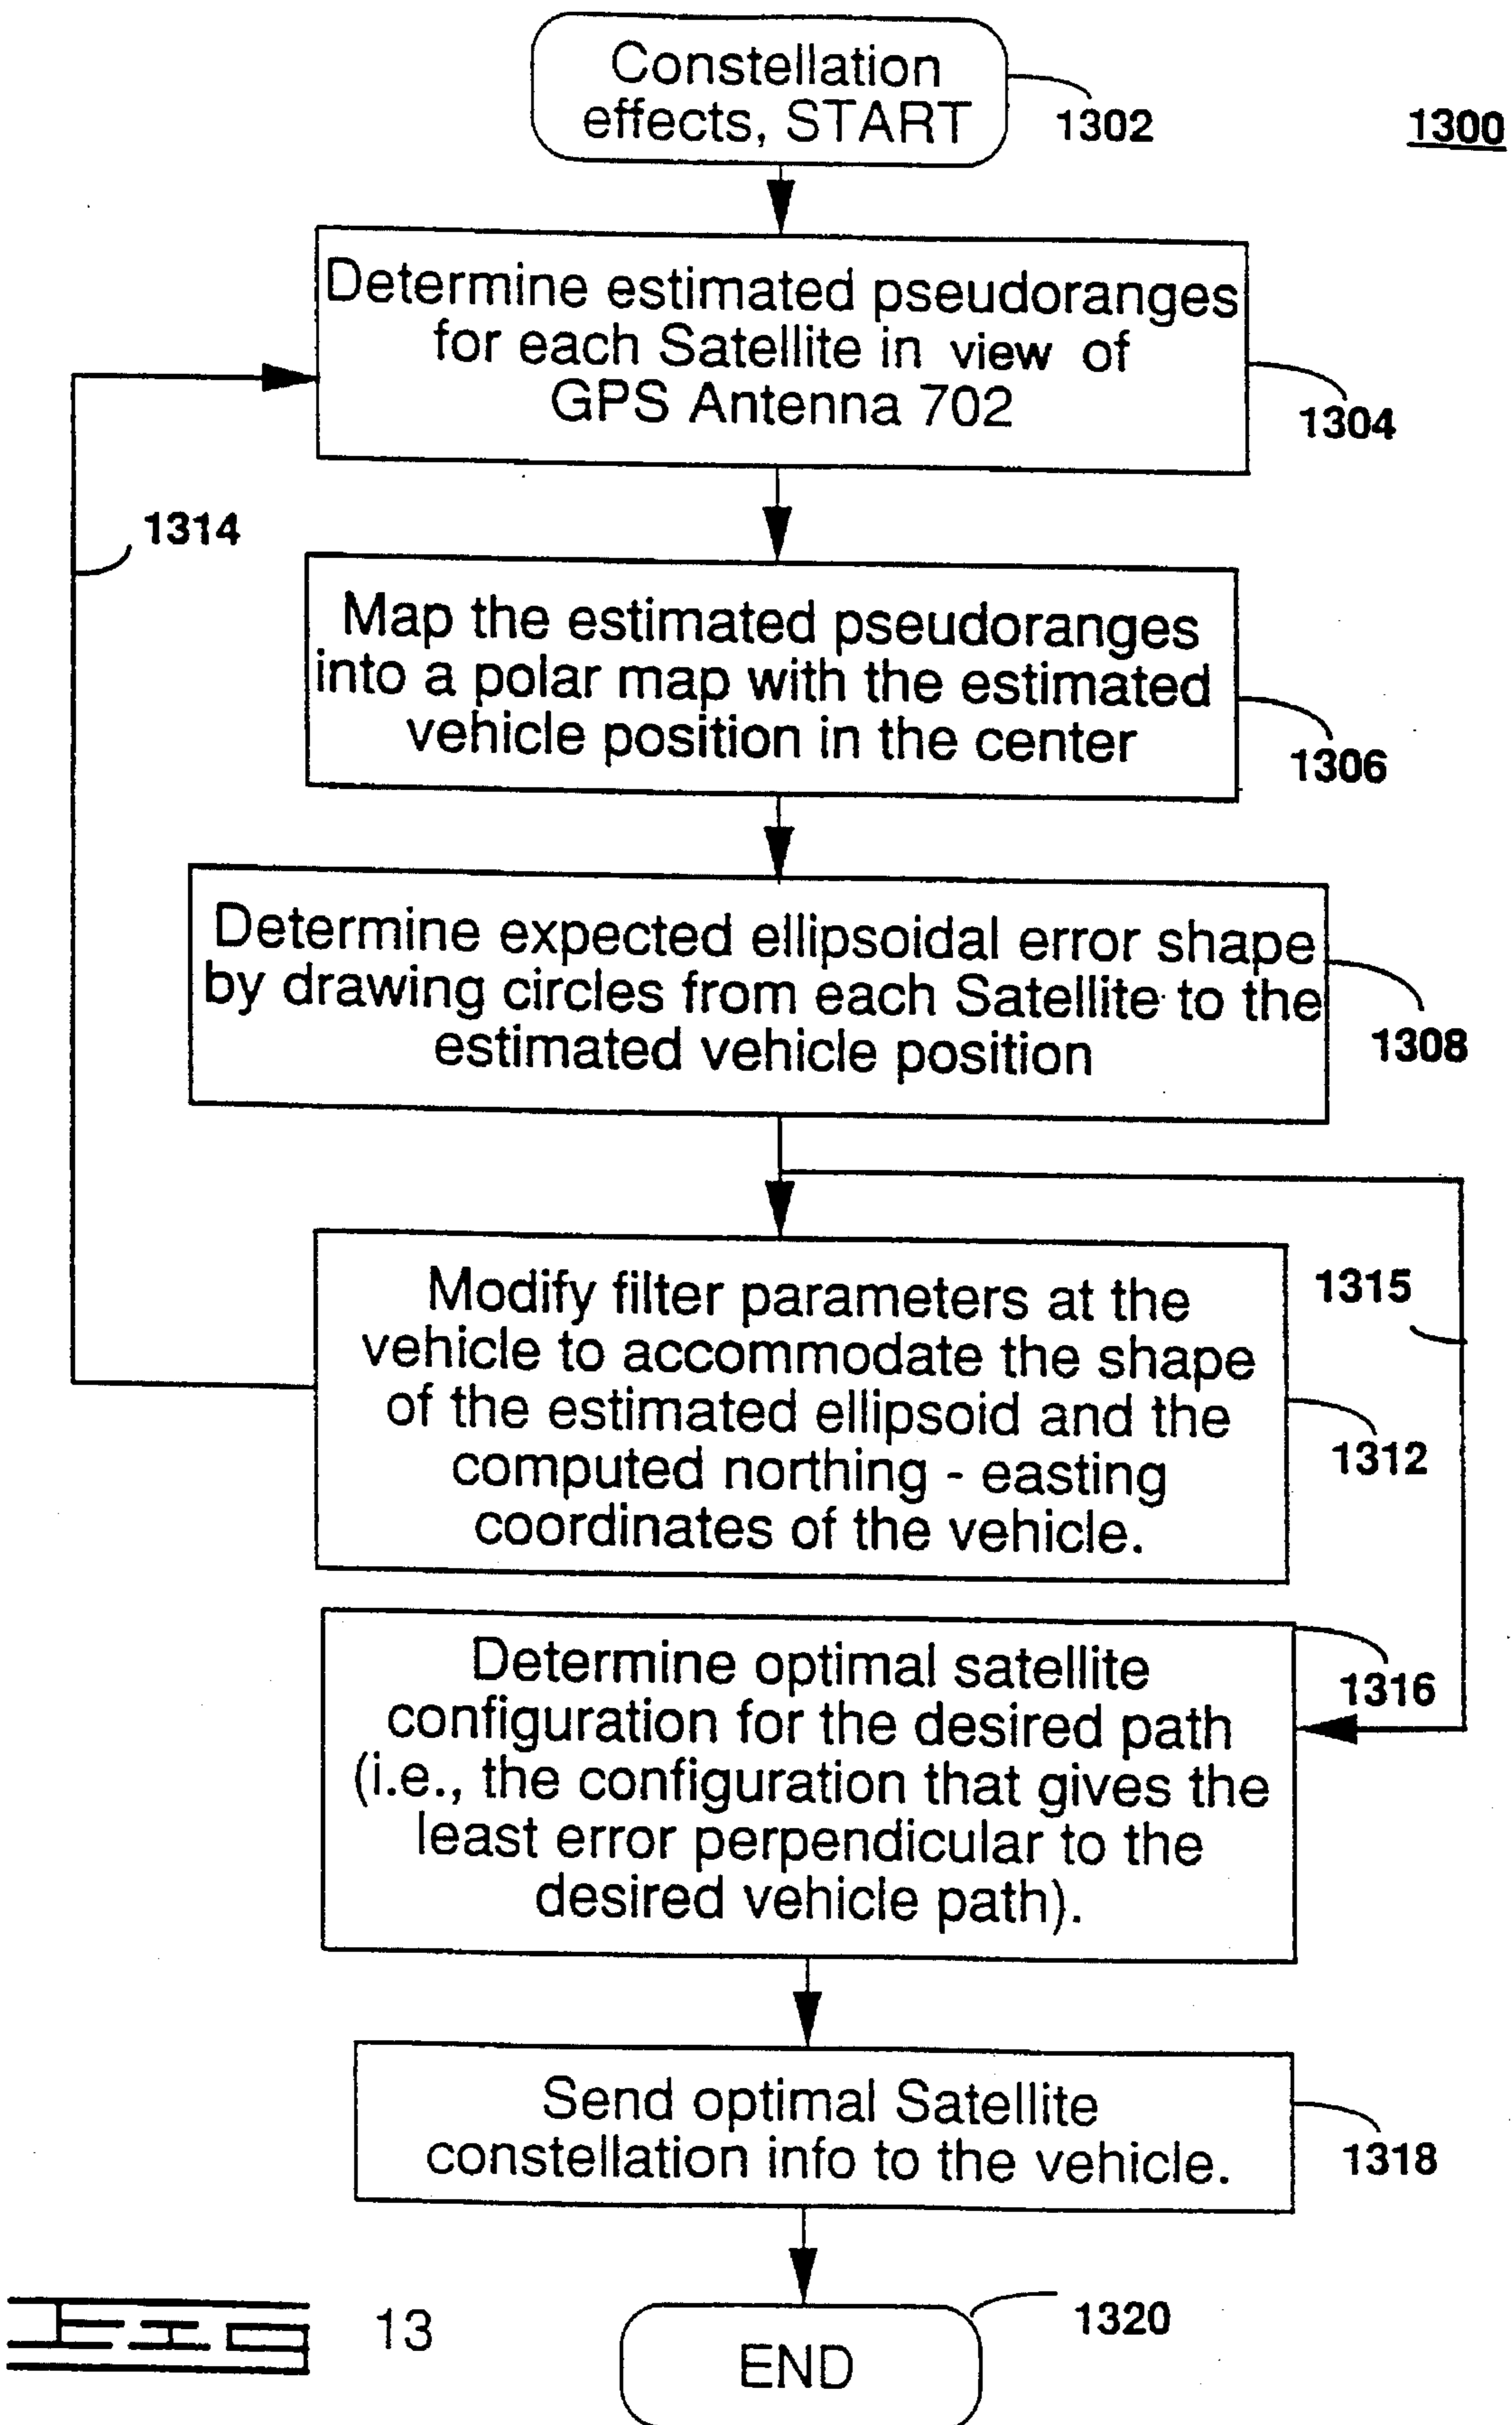 Constellation
effects, START
1302
1300
Determine estimated pseudoranges
for each Satellite in view of
GPS Antenna 702
1304
1314
Map the estimated pseudoranges
into a polar map with the estimated
vehicle position in the center
1306
Determine expected ellipsoidal error shape
by drawing circles from each Satellite to the
estimated vehicle position
1308
Modify filter parameters at the
vehicle to accommodate the shape
of the estimated ellipsoid and the
computed northing - easting
coordinates of the vehicle.
1315
1312
Determine optimal satellite
configuration for the desired path
(i.e., the configuration that gives the
least error perpendicular to the
desired vehicle path).
1316
Send optimal Satellite
constellation info to the vehicle.
1318
END
1320
FIG 13